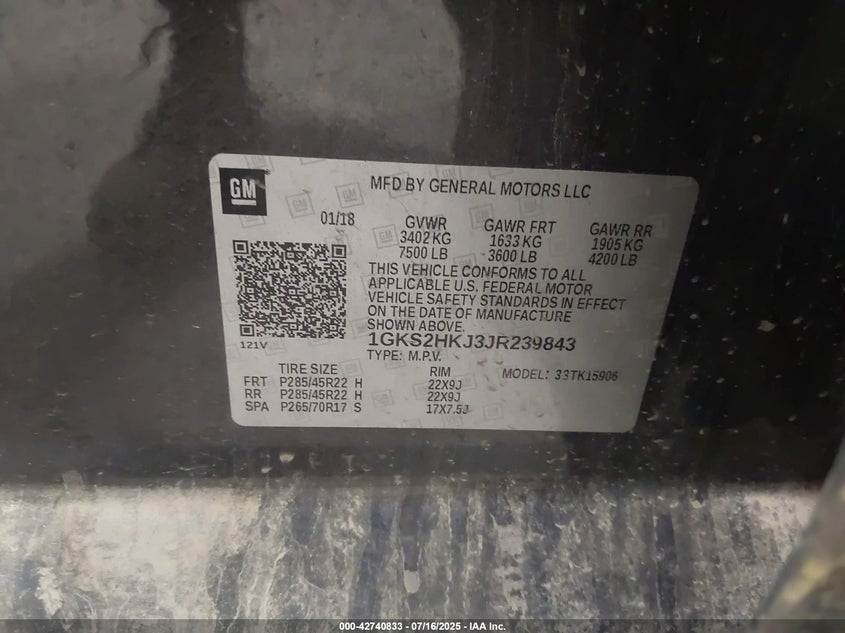 GM
MFD BY GENERAL MOTORS LLC
01/18 GVWR GAWR FRT GAWR RR
3402 KG 1633 KG 1905 KG
7500 LB 3600 LB 4200 LB
THIS VEHICLE CONFORMS TO ALL
APPLICABLE U.S. FEDERAL MOTOR
VEHICLE SAFETY STANDARDS IN EFFECT
ON THE DATE OF MANUFACTURE
SHOWN ABOVE.
121V
1GKS2HKJ3JR239843
TYPE: M.P.V.
TIRE SIZE RIM MODEL: 33TK15906
FRT P285/45R22 H 22X9J
RR P285/45R22 H 22X9J
SPA P265/70R17 S 17X7.5J
000-42740833 - 07/16/2025 - IAA Inc.